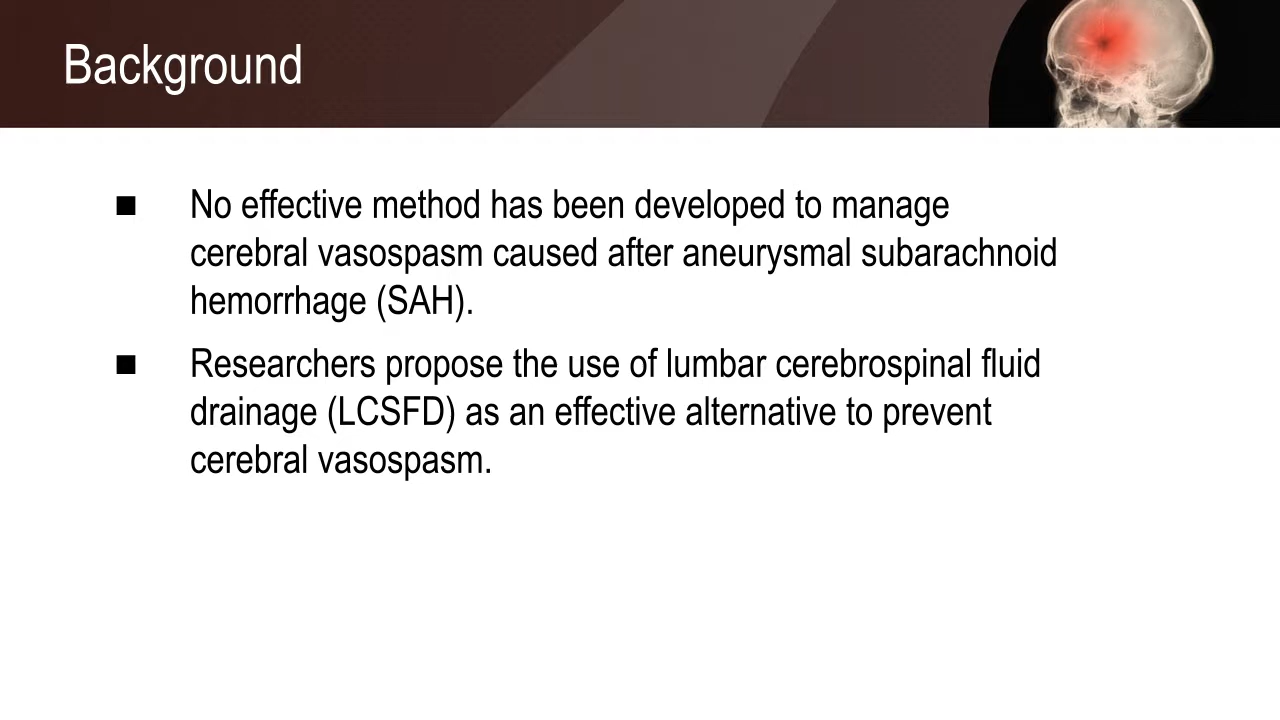 Background
■ No effective method has been developed to manage
cerebral vasospasm caused after aneurysmal subarachnoid
hemorrhage (SAH).
■ Researchers propose the use of lumbar cerebrospinal fluid
drainage (LCSFD) as an effective alternative to prevent
cerebral vasospasm.